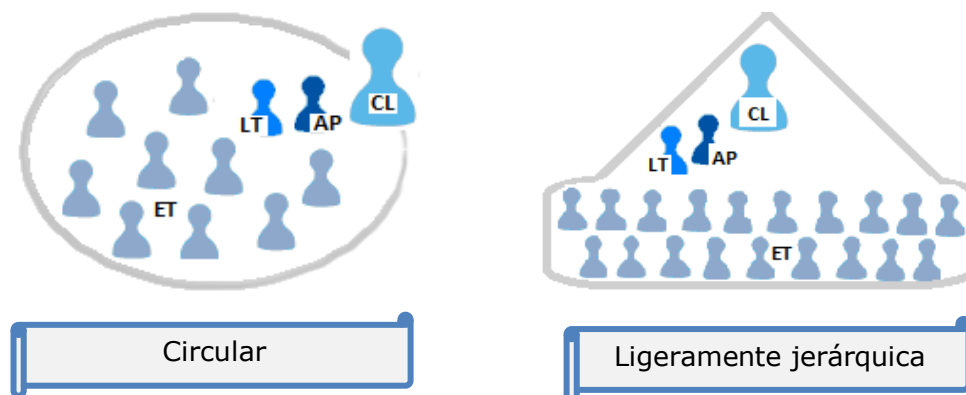 CL
LT
AP
ET
Circular
CL
LT
AP
ET
Ligeramente jerárquica